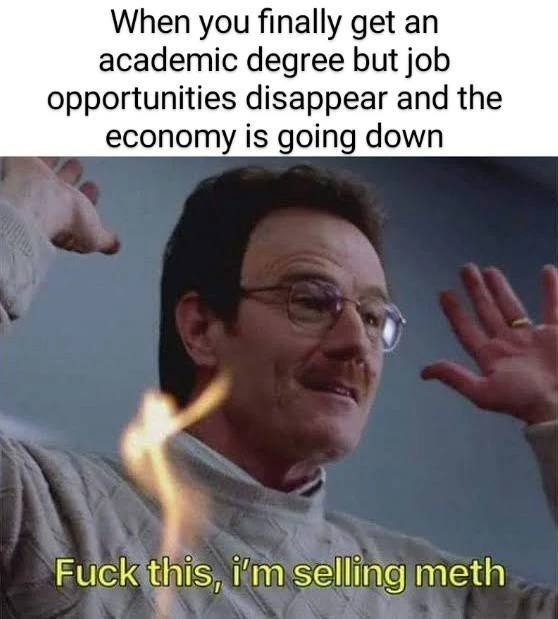 When you finally get an
academic degree but job
opportunities disappear and the
economy is going down
Fuck this, i'm selling meth